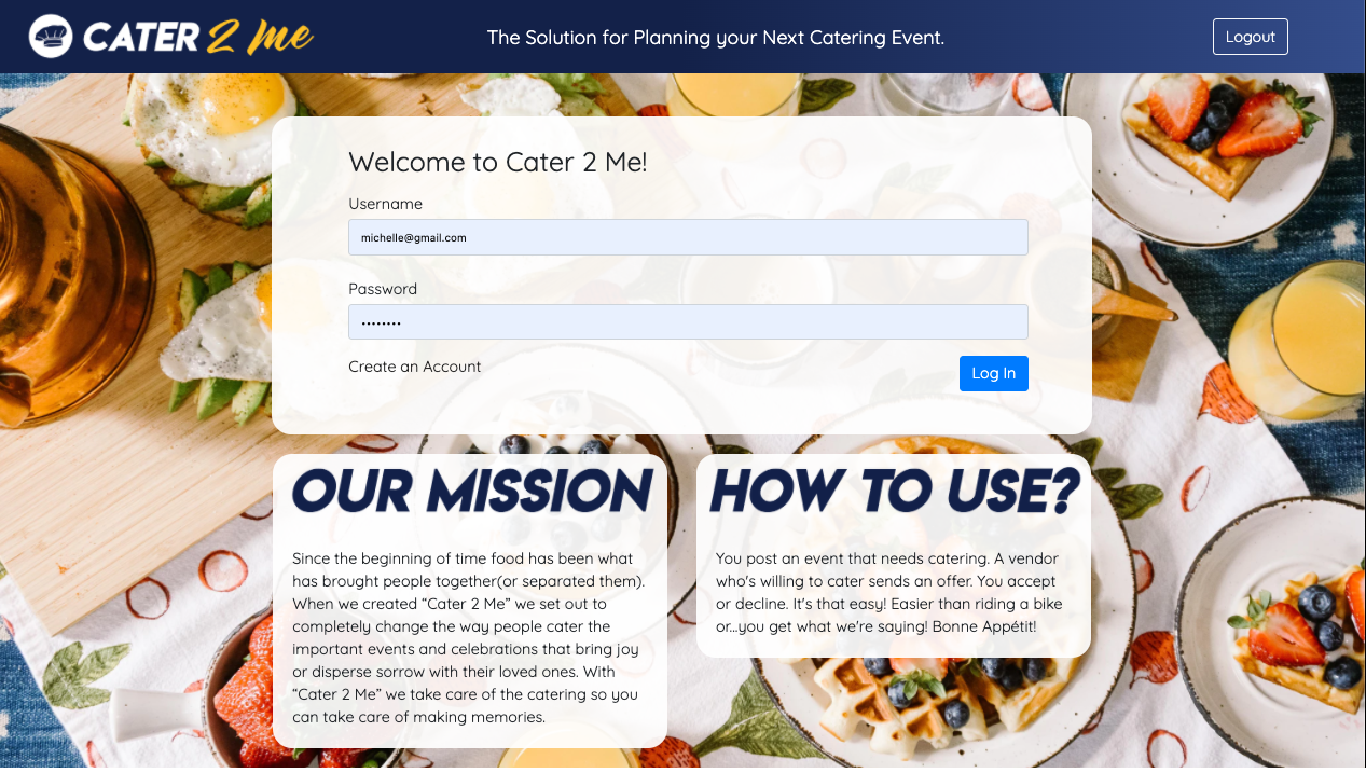 CATER 2 me
The Solution for Planning your Next Catering Event.
Logout
Welcome to Cater 2 Me!
Username
michelle@gmail.com
Password
••••••••
Create an Account
Log In
OUR MISSION
Since the beginning of time food has been what
has brought people together(or separated them).
When we created “Cater 2 Me” we set out to
completely change the way people cater the
important events and celebrations that bring joy
or disperse sorrow with their loved ones. With
“Cater 2 Me” we take care of the catering so you
can take care of making memories.
HOW TO USE?
You post an event that needs catering. A vendor
who's willing to cater sends an offer. You accept
or decline. It's that easy! Easier than riding a bike
or...you get what we're saying! Bonne Appétit!